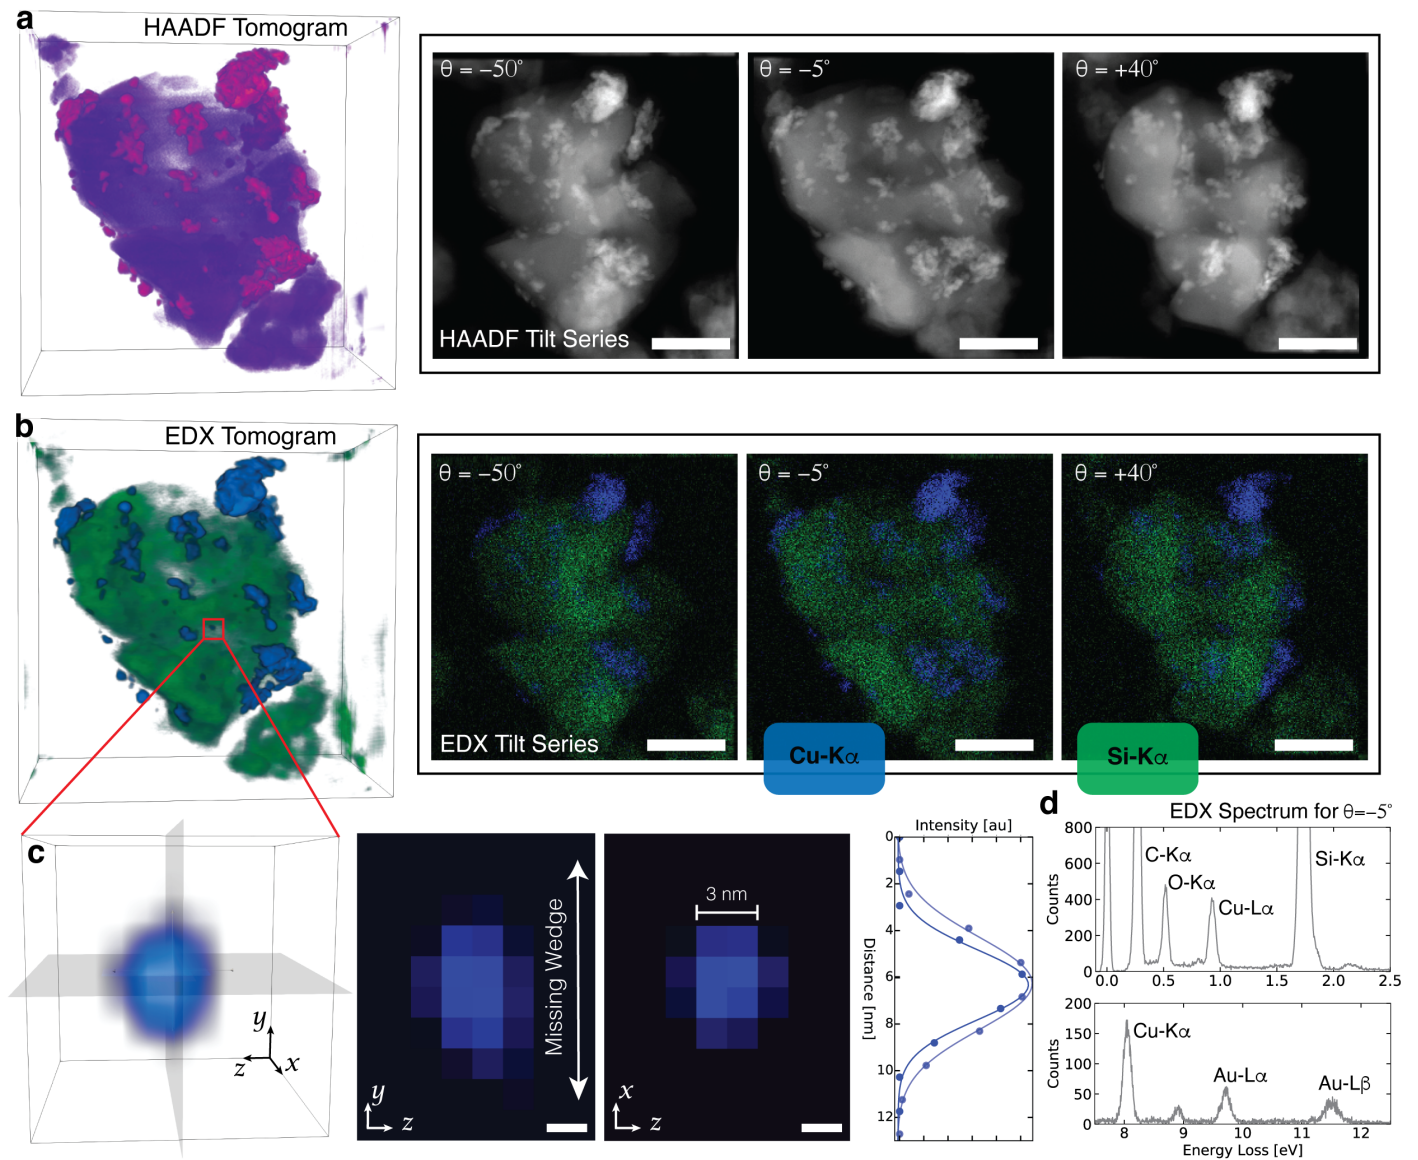 a
HAADF Tomogram
θ = −50°
θ = −5°
θ = +40°
HAADF Tilt Series
b
EDX Tomogram
θ = −50°
θ = −5°
θ = +40°
EDX Tilt Series
Cu-Kα
Si-Kα
c
y
z
x
Missing Wedge
y
z
3 nm
x
z
Intensity [au]
0
2
4
6
8
10
12
Distance [nm]
d
EDX Spectrum for θ=−5°
800
600
400
200
0
Counts
C-Kα
O-Kα
Cu-Lα
Si-Kα
0.0 0.5 1.0 1.5 2.0 2.5
200
150
100
50
0
Counts
Cu-Kα
Au-Lα
Au-Lβ
8 9 10 11 12
Energy Loss [eV]